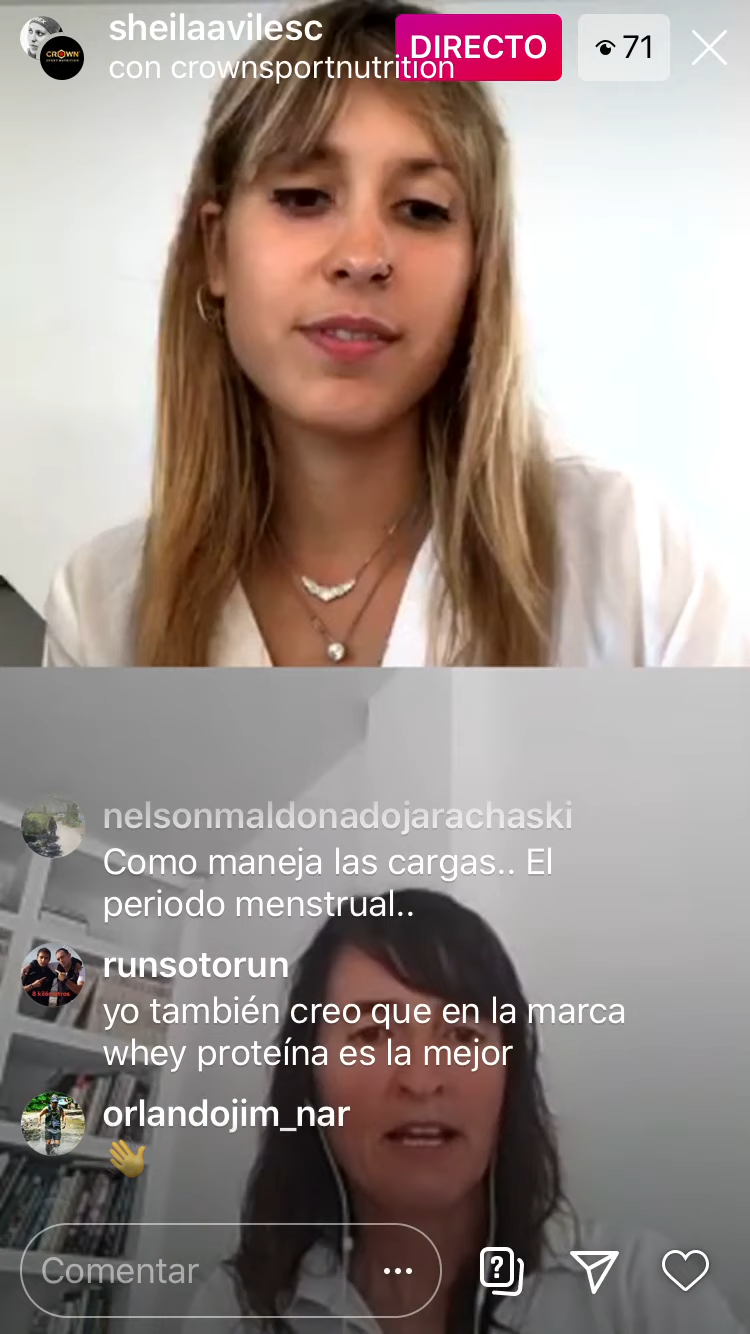 sheilaavilesc
con crownsportnutrition
DIRECTO
71
CROWN
nelsonmaldonadojarachaski
Como maneja las cargas.. El
periodo menstrual..
runsotorun
yo también creo que en la marca
whey proteína es la mejor
orlandojim_nar
👋
Comentar
...
?